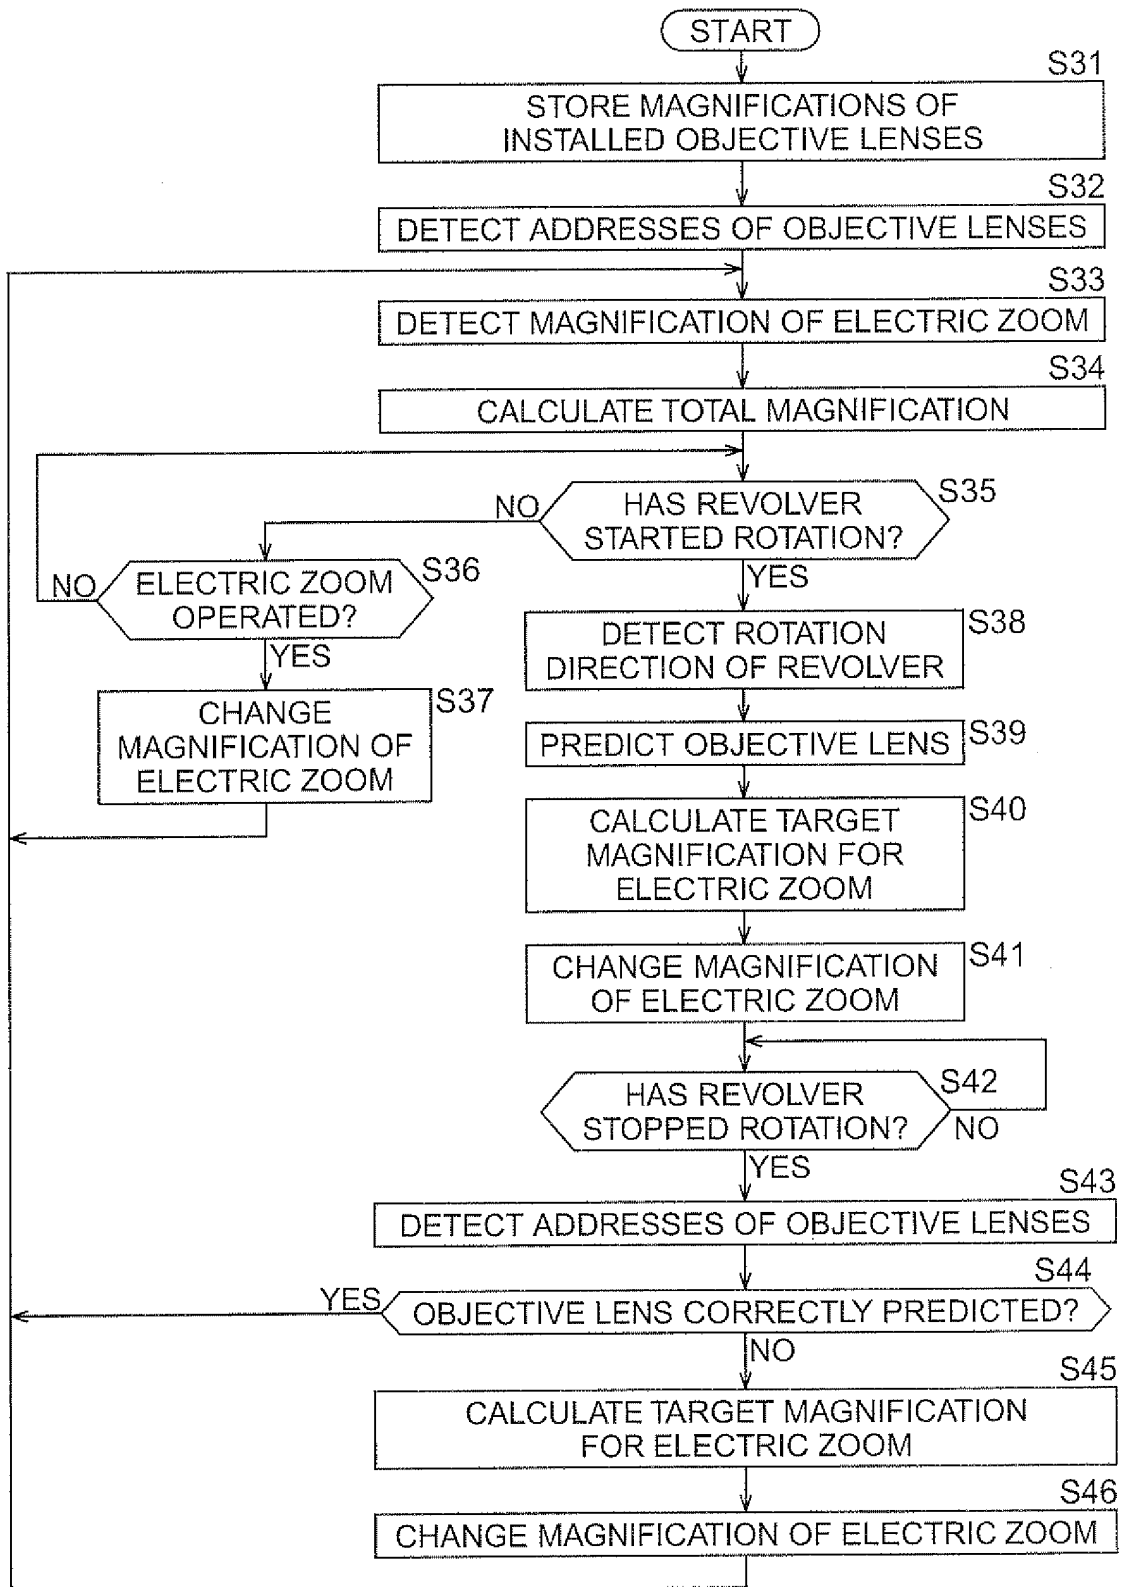 START
S31
STORE MAGNIFICATIONS OF
INSTALLED OBJECTIVE LENSES
S32
DETECT ADDRESSES OF OBJECTIVE LENSES
S33
DETECT MAGNIFICATION OF ELECTRIC ZOOM
S34
CALCULATE TOTAL MAGNIFICATION
S35
HAS REVOLVER
STARTED ROTATION?
NO
YES
S36
ELECTRIC ZOOM
OPERATED?
NO
YES
S37
CHANGE
MAGNIFICATION OF
ELECTRIC ZOOM
S38
DETECT ROTATION
DIRECTION OF REVOLVER
S39
PREDICT OBJECTIVE LENS
S40
CALCULATE TARGET
MAGNIFICATION FOR
ELECTRIC ZOOM
S41
CHANGE MAGNIFICATION
OF ELECTRIC ZOOM
S42
HAS REVOLVER
STOPPED ROTATION?
NO
YES
S43
DETECT ADDRESSES OF OBJECTIVE LENSES
S44
YES
OBJECTIVE LENS CORRECTLY PREDICTED?
NO
S45
CALCULATE TARGET MAGNIFICATION
FOR ELECTRIC ZOOM
S46
CHANGE MAGNIFICATION OF ELECTRIC ZOOM